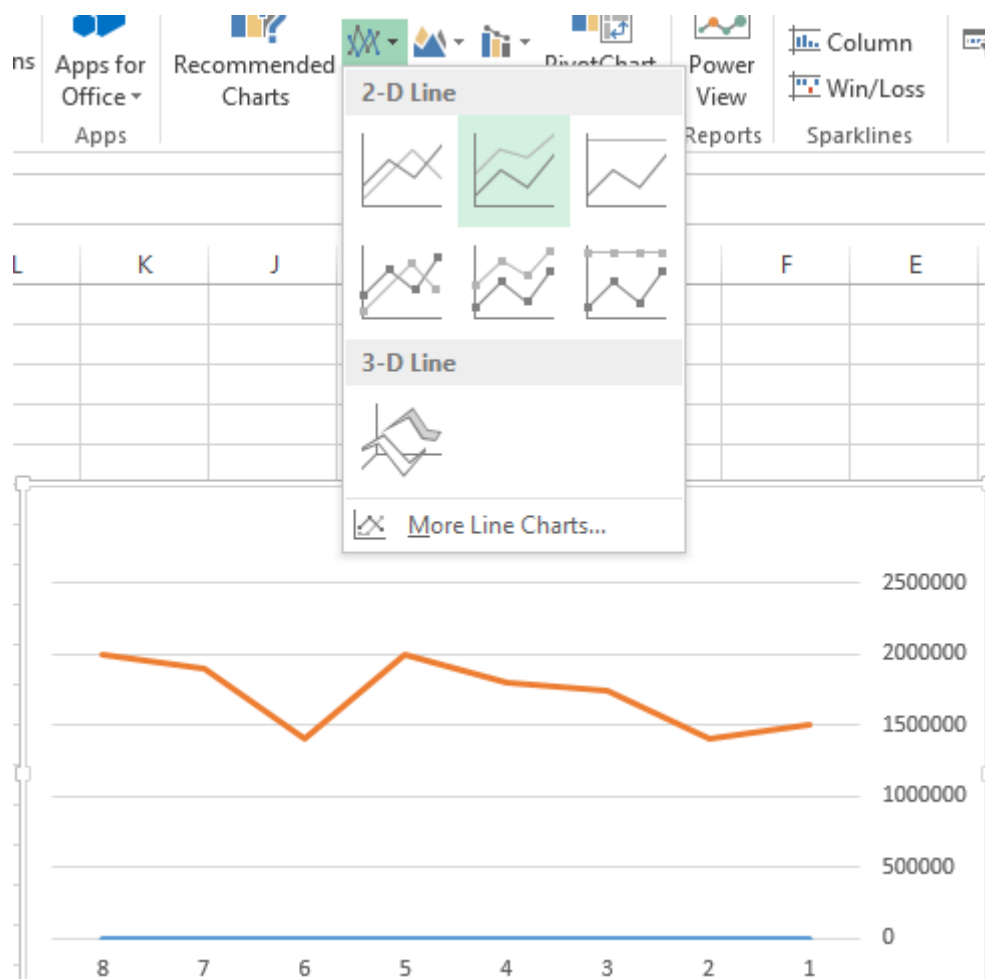 ns
Apps for
Office
Apps
Recommended
Charts
PivotChart
Power
View
Reports
Column
Win/Loss
Sparklines
2-D Line
3-D Line
More Line Charts...
L K J F E
2500000
2000000
1500000
1000000
500000
0
8 7 6 5 4 3 2 1